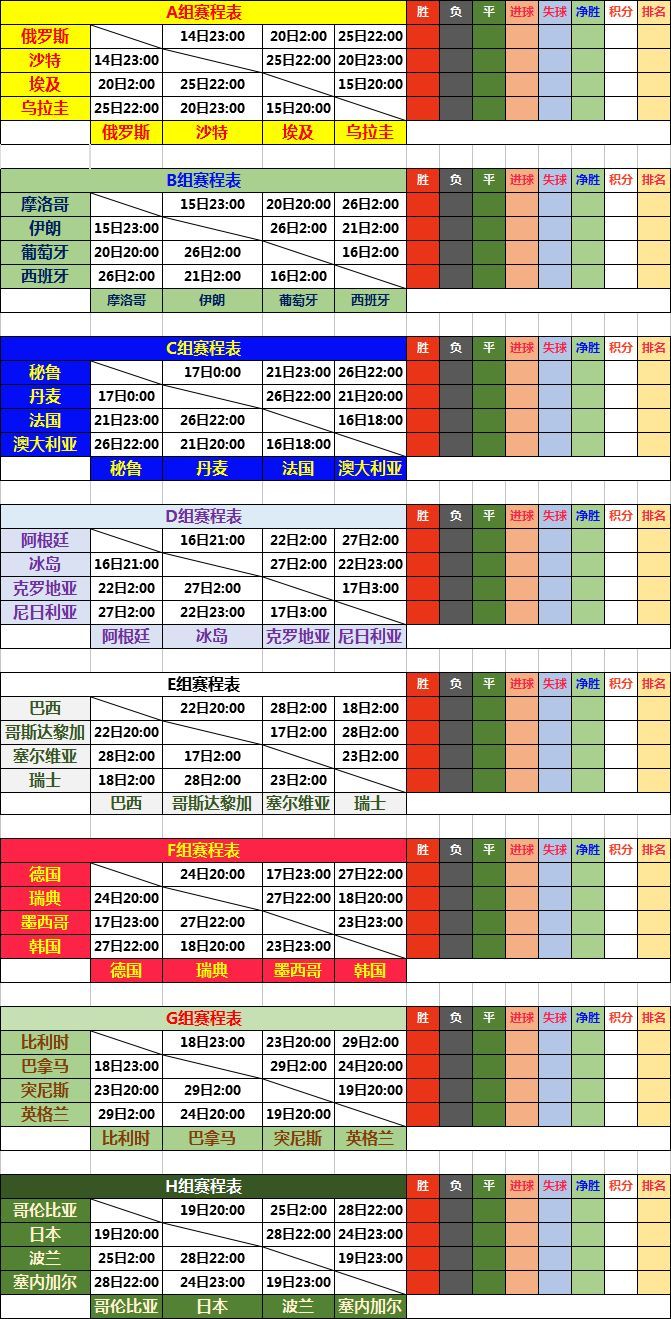 A组赛程表 胜 负 平 进球 失球 净胜 积分 排名
俄罗斯 14日23:00 20日2:00 25日22:00
沙特 14日23:00 25日22:00 20日23:00
埃及 20日2:00 25日22:00 15日20:00
乌拉圭 25日22:00 20日23:00 15日20:00
俄罗斯 沙特 埃及 乌拉圭
B组赛程表 胜 负 平 进球 失球 净胜 积分 排名
摩洛哥 15日23:00 20日20:00 26日2:00
伊朗 15日23:00 26日2:00 21日2:00
葡萄牙 20日20:00 26日2:00 16日2:00
西班牙 26日2:00 21日2:00 16日2:00
摩洛哥 伊朗 葡萄牙 西班牙
C组赛程表 胜 负 平 进球 失球 净胜 积分 排名
秘鲁 17日0:00 21日23:00 26日22:00
丹麦 17日0:00 26日22:00 21日20:00
法国 21日23:00 26日22:00 16日18:00
澳大利亚 26日22:00 21日20:00 16日18:00
秘鲁 丹麦 法国 澳大利亚
D组赛程表 胜 负 平 进球 失球 净胜 积分 排名
阿根廷 16日21:00 22日2:00 27日2:00
冰岛 16日21:00 27日2:00 22日23:00
克罗地亚 22日2:00 27日2:00 17日3:00
尼日利亚 27日2:00 22日23:00 17日3:00
阿根廷 冰岛 克罗地亚 尼日利亚
E组赛程表 胜 负 平 进球 失球 净胜 积分 排名
巴西 22日20:00 28日2:00 18日2:00
哥斯达黎加 22日20:00 17日2:00 28日2:00
塞尔维亚 28日2:00 17日2:00 23日2:00
瑞士 18日2:00 28日2:00 23日2:00
巴西 哥斯达黎加 塞尔维亚 瑞士
F组赛程表 胜 负 平 进球 失球 净胜 积分 排名
德国 24日20:00 17日23:00 27日22:00
瑞典 24日20:00 27日22:00 18日20:00
墨西哥 17日23:00 27日22:00 23日23:00
韩国 27日22:00 18日20:00 23日23:00
德国 瑞典 墨西哥 韩国
G组赛程表 胜 负 平 进球 失球 净胜 积分 排名
比利时 18日23:00 23日20:00 29日2:00
巴拿马 18日23:00 29日2:00 24日20:00
突尼斯 23日20:00 29日2:00 19日20:00
英格兰 29日2:00 24日20:00 19日20:00
比利时 巴拿马 突尼斯 英格兰
H组赛程表 胜 负 平 进球 失球 净胜 积分 排名
哥伦比亚 19日20:00 25日2:00 28日22:00
日本 19日20:00 28日22:00 24日23:00
波兰 25日2:00 28日22:00 19日23:00
塞内加尔 28日22:00 24日23:00 19日23:00
哥伦比亚 日本 波兰 塞内加尔